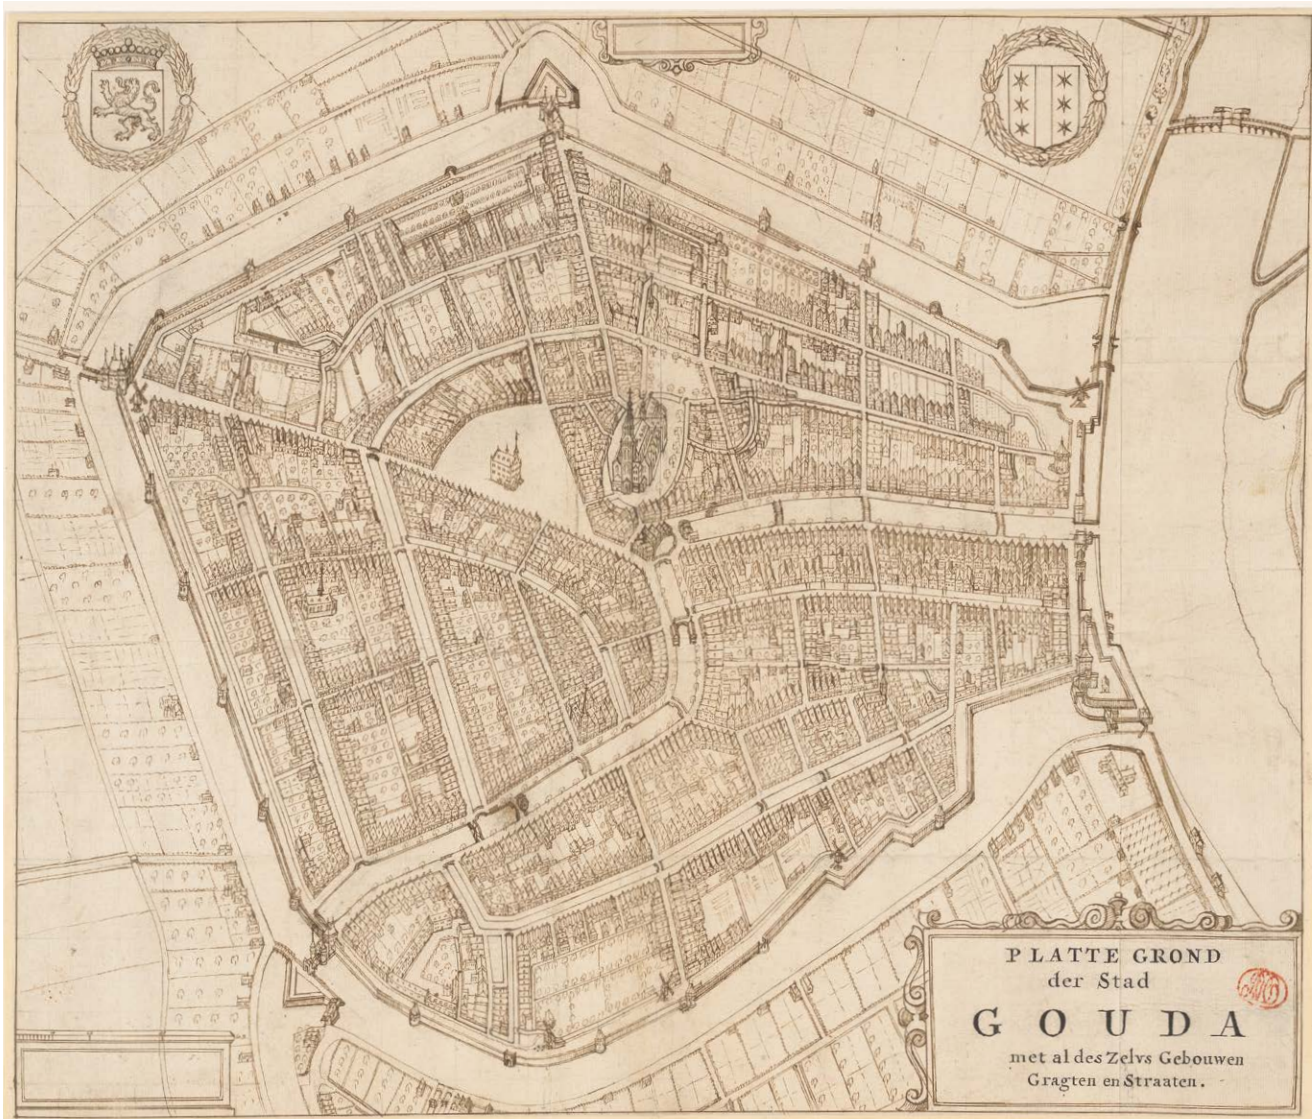 PLATTE GROND
der Stad
GOUDA
met al des Zelvs Gebouwen
Gragten en Straaten.